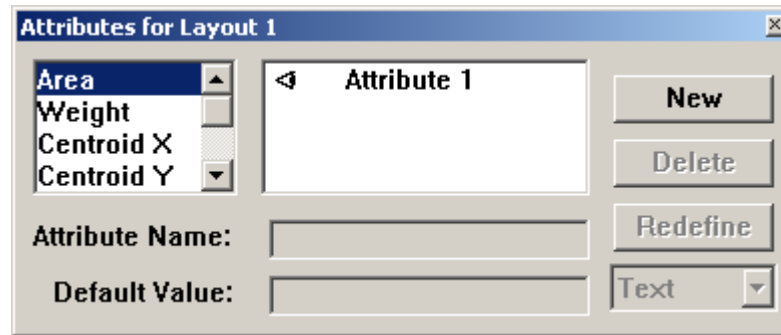 Attributes for Layout 1
Area
Weight
Centroid X
Centroid Y
Attribute 1
New
Delete
Redefine
Attribute Name:
Default Value:
Text